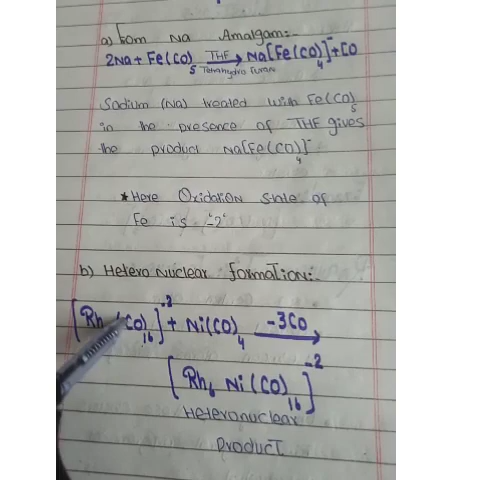 a) From Na Amalgam:-
2Na + Fe(CO)5 THF→ Na[Fe(CO)4]⁻ + CO
Tetrahydro Furan
Sodium (Na) treated with Fe(CO)5
in the presence of THF gives
the product Na[Fe(CO)4]⁻
* Here Oxidation state of
Fe is "-2"
b) Hetero Nuclear formation:-
[Rh (CO)16]-2 + Ni(CO)4 -3CO→
[Rh6 Ni(CO)16]-2
Heteronuclear
Product